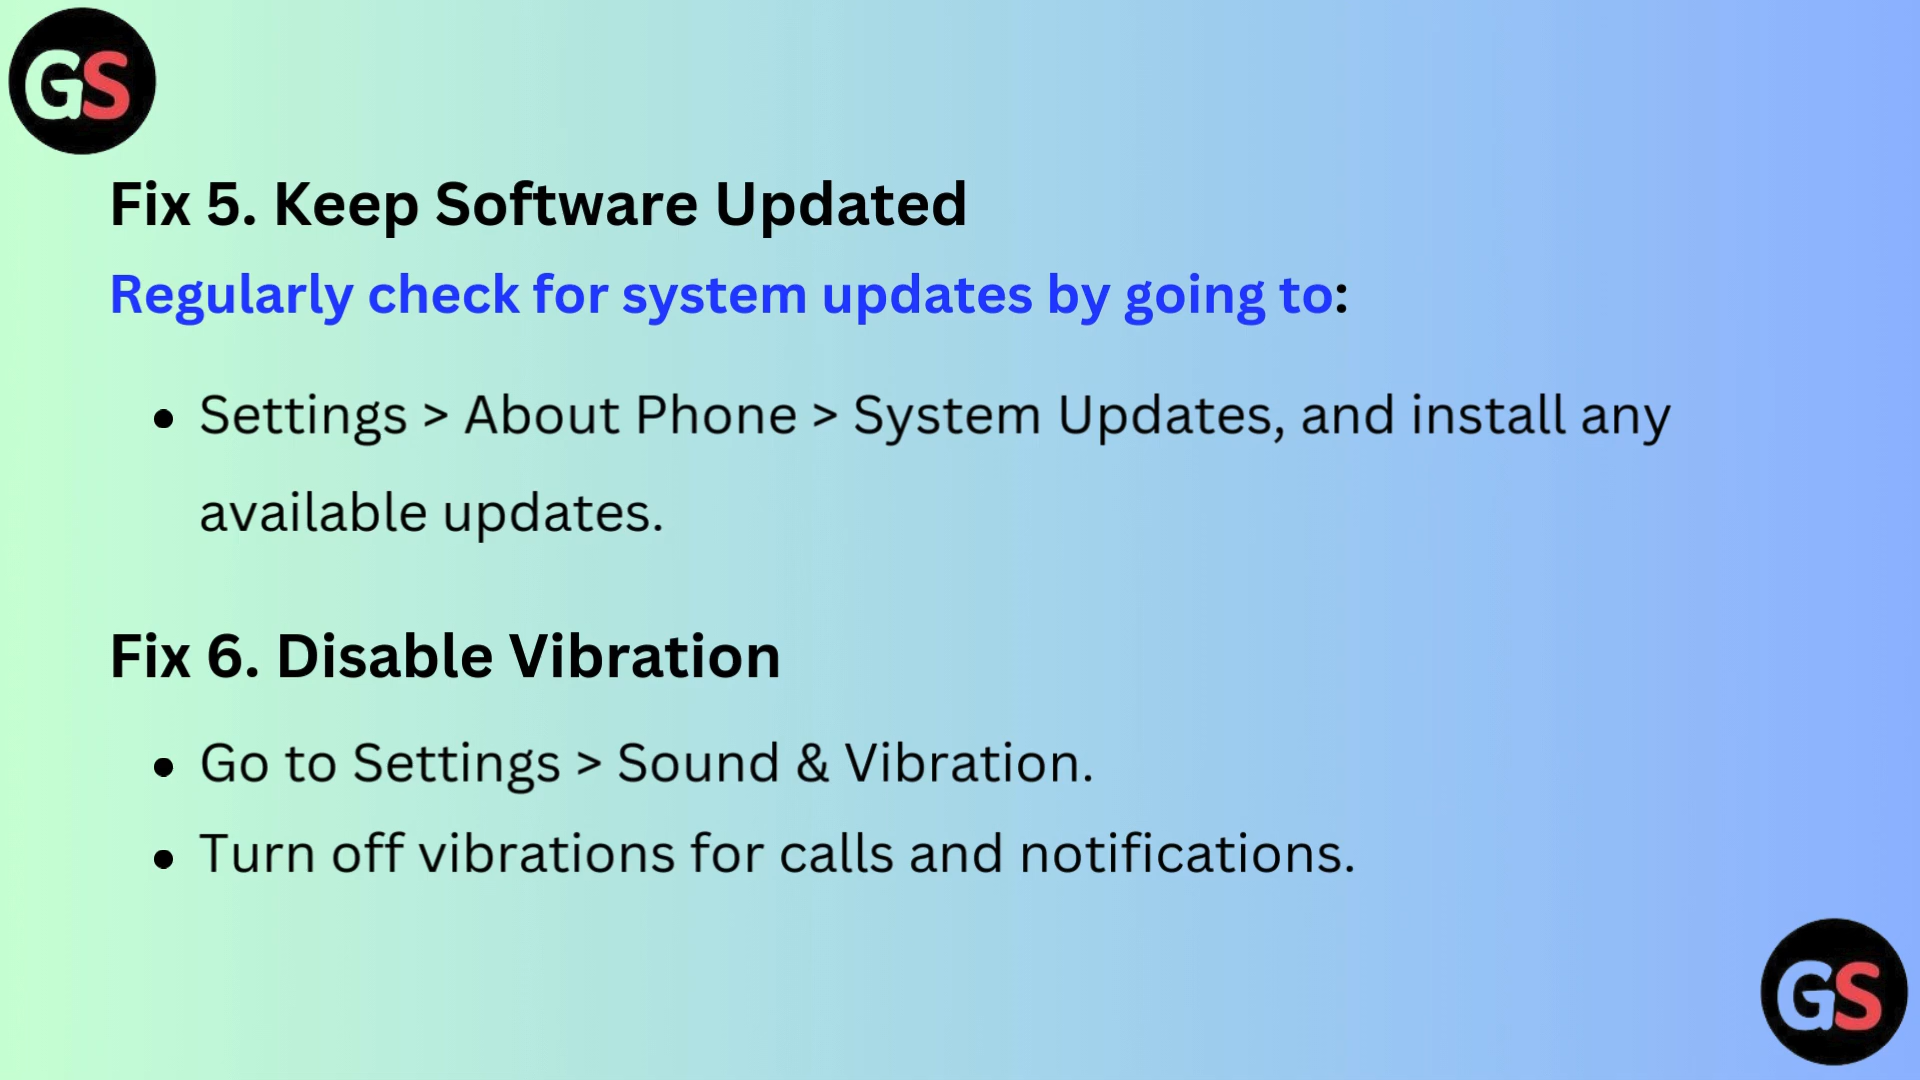 GS
Fix 5. Keep Software Updated
Regularly check for system updates by going to:
• Settings > About Phone > System Updates, and install any
available updates.
Fix 6. Disable Vibration
• Go to Settings > Sound & Vibration.
• Turn off vibrations for calls and notifications.
GS